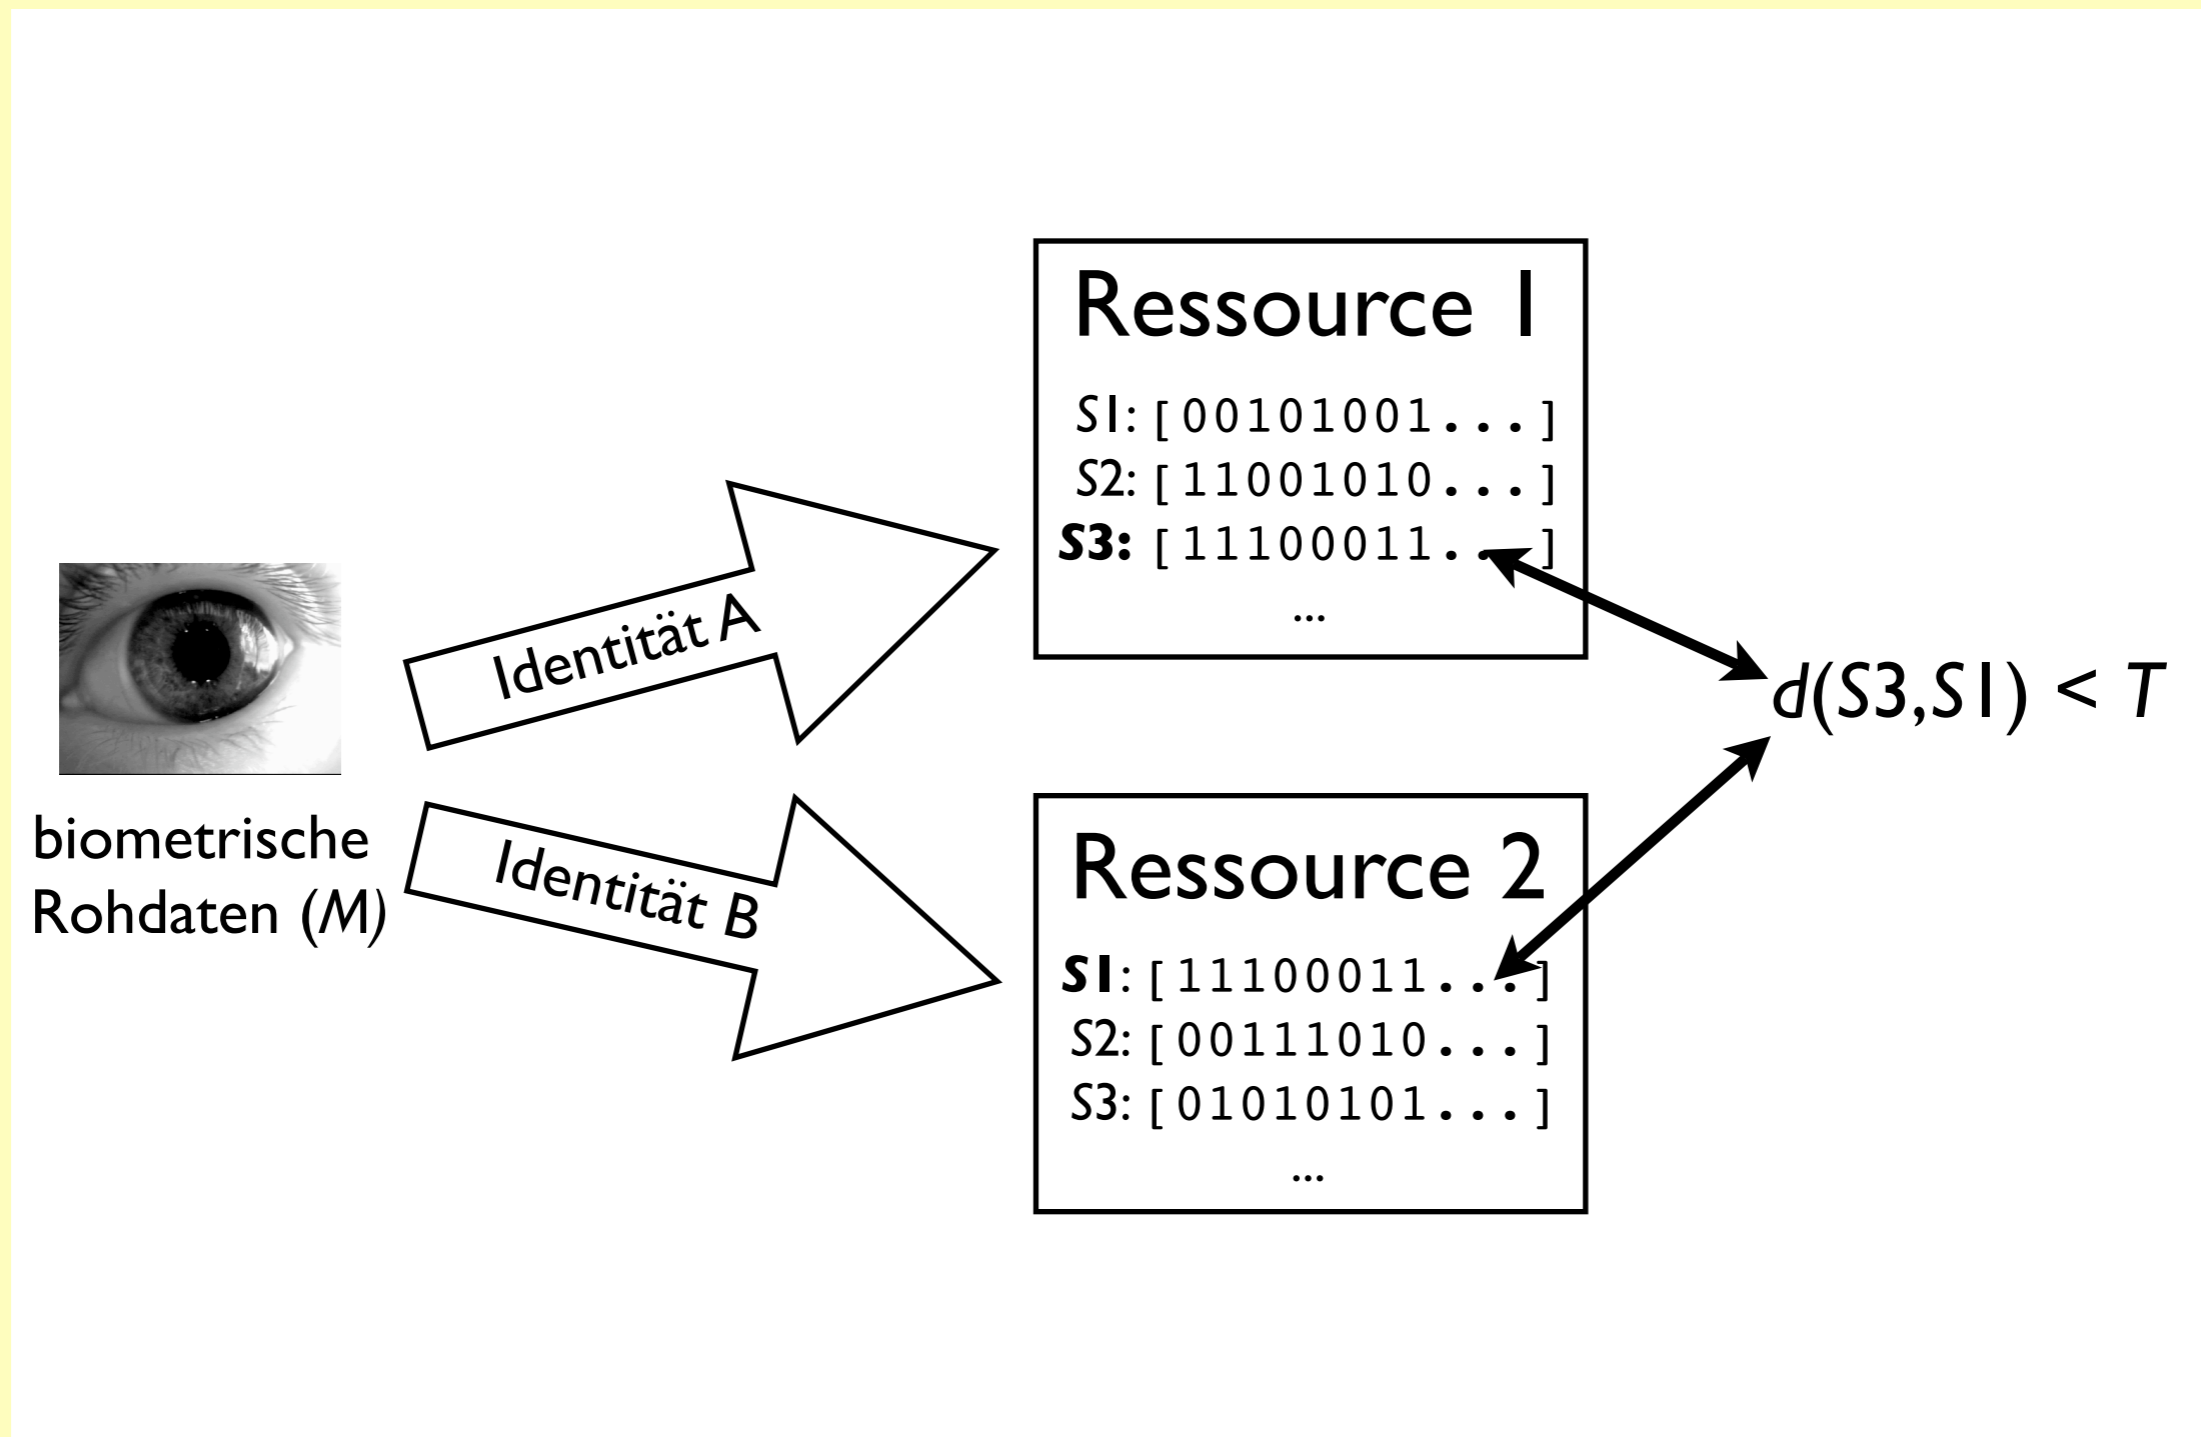 Ressource 1
S1: [00101001...]
S2: [11001010...]
S3: [11100011...]
...
Identität A
biometrische
Rohdaten (M)
Identität B
d(S3,S1) < T
Ressource 2
S1: [11100011...]
S2: [00111010...]
S3: [01010101...]
...